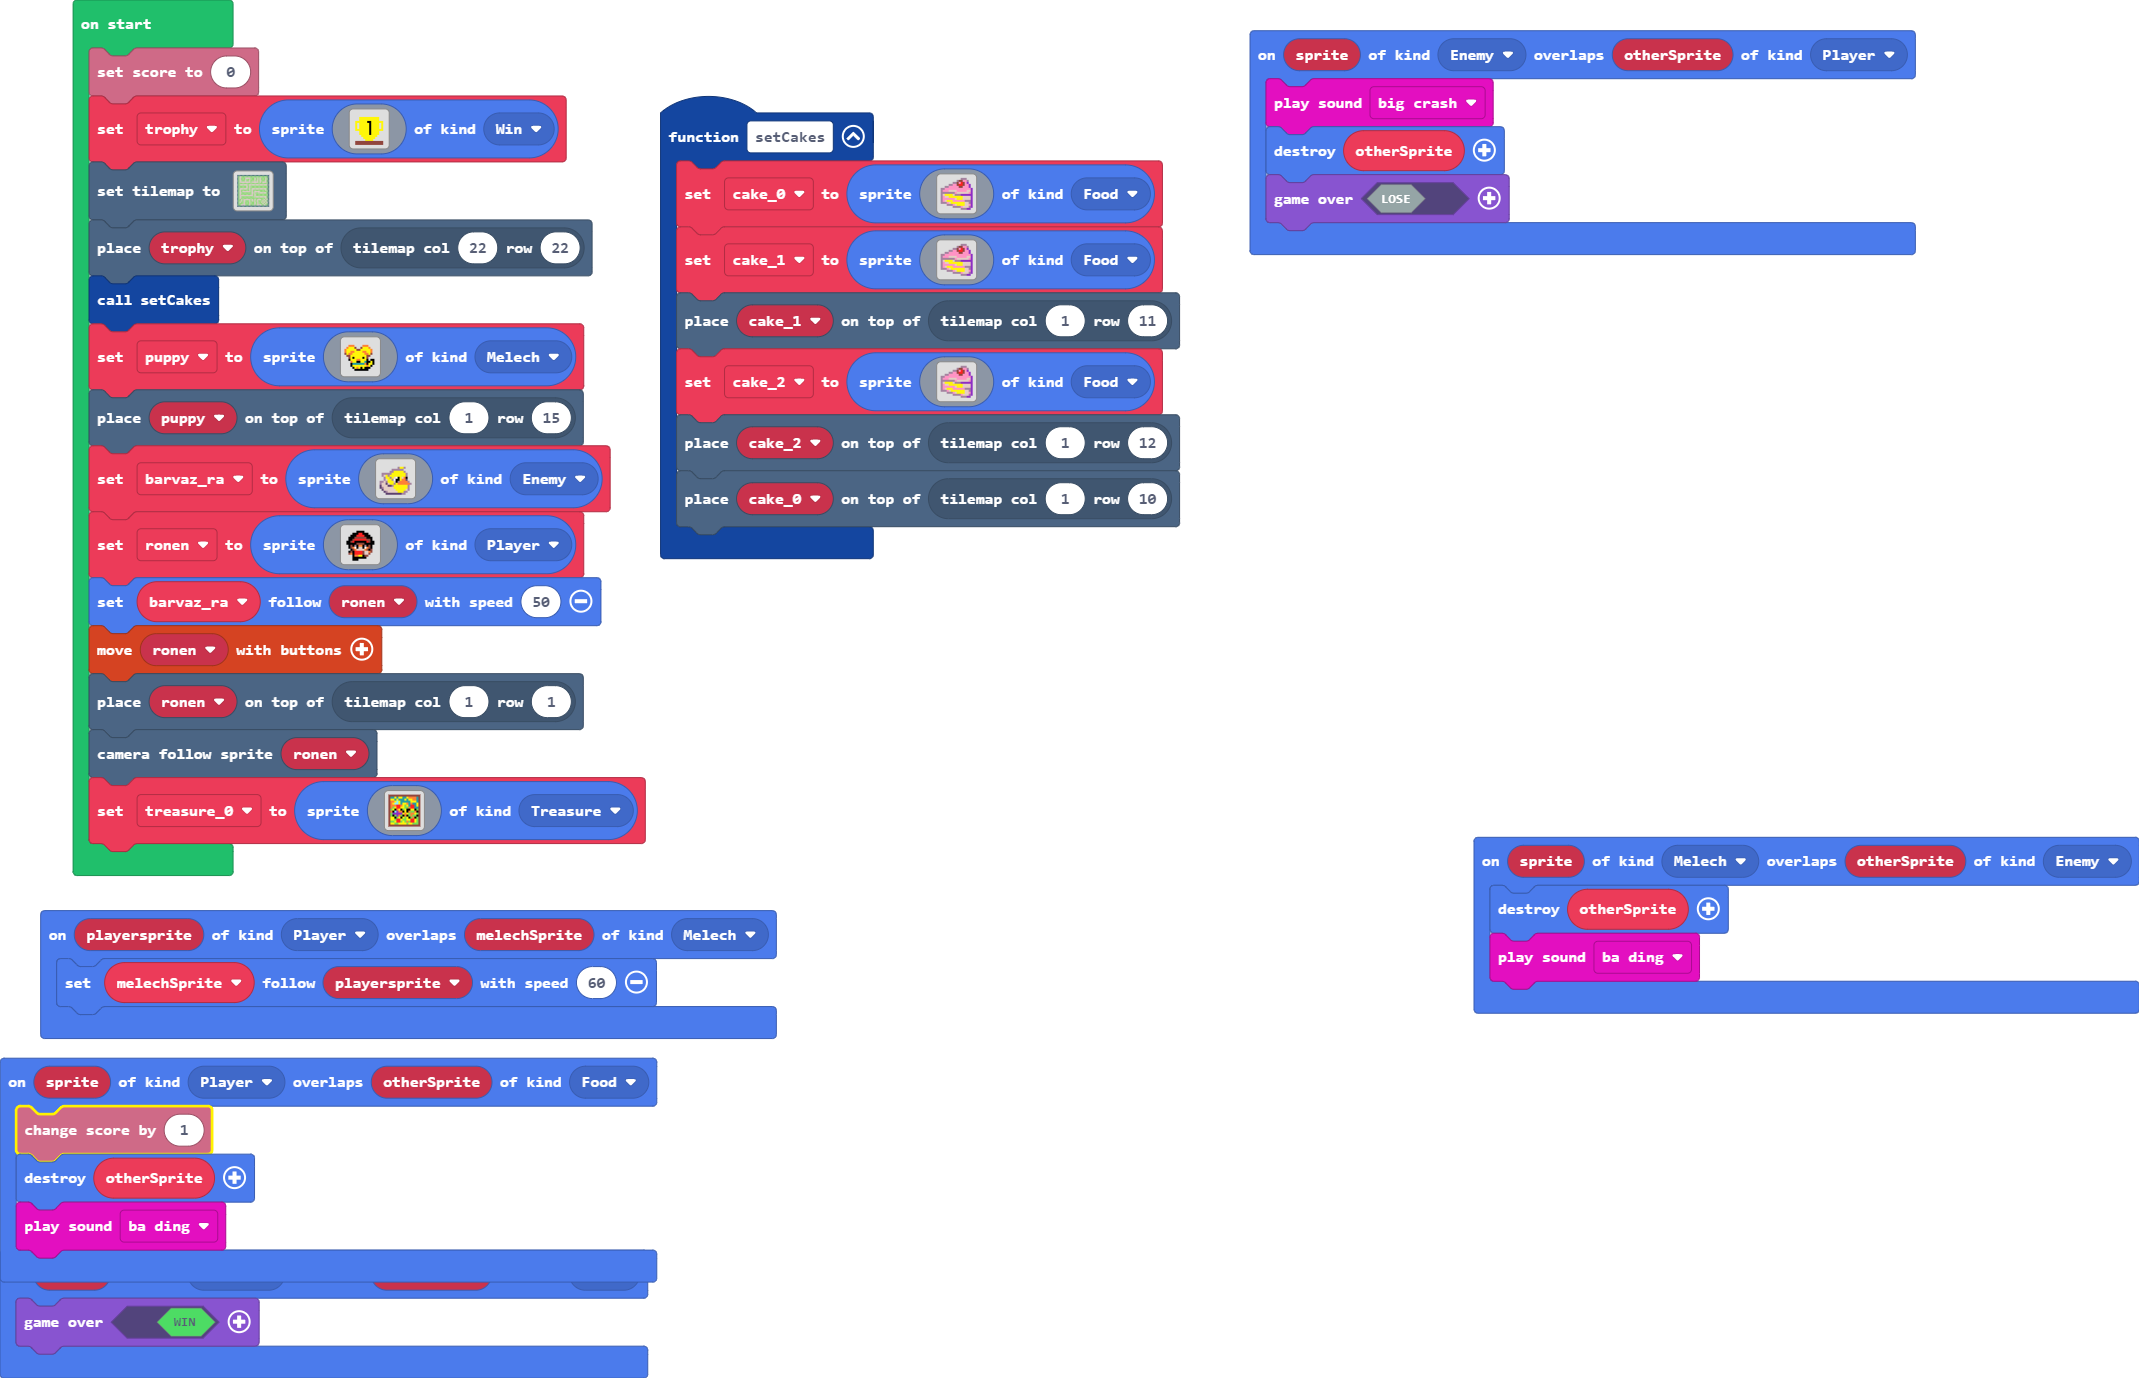 on start
set score to 0
set trophy to sprite 1 of kind Win
set tilemap to
place trophy on top of tilemap col 22 row 22
call setCakes
set puppy to sprite of kind Melech
place puppy on top of tilemap col 1 row 15
set barvaz_ra to sprite of kind Enemy
set ronen to sprite of kind Player
set barvaz_ra follow ronen with speed 50
move ronen with buttons
place ronen on top of tilemap col 1 row 1
camera follow sprite ronen
set treasure_0 to sprite of kind Treasure
function setCakes
set cake_0 to sprite of kind Food
set cake_1 to sprite of kind Food
place cake_1 on top of tilemap col 1 row 11
set cake_2 to sprite of kind Food
place cake_2 on top of tilemap col 1 row 12
place cake_0 on top of tilemap col 1 row 10
on sprite of kind Enemy overlaps otherSprite of kind Player
play sound big crash
destroy otherSprite
game over LOSE
on sprite of kind Melech overlaps otherSprite of kind Enemy
destroy otherSprite
play sound ba ding
on playersprite of kind Player overlaps melechSprite of kind Melech
set melechSprite follow playersprite with speed 60
on sprite of kind Player overlaps otherSprite of kind Food
change score by 1
destroy otherSprite
play sound ba ding
game over WIN